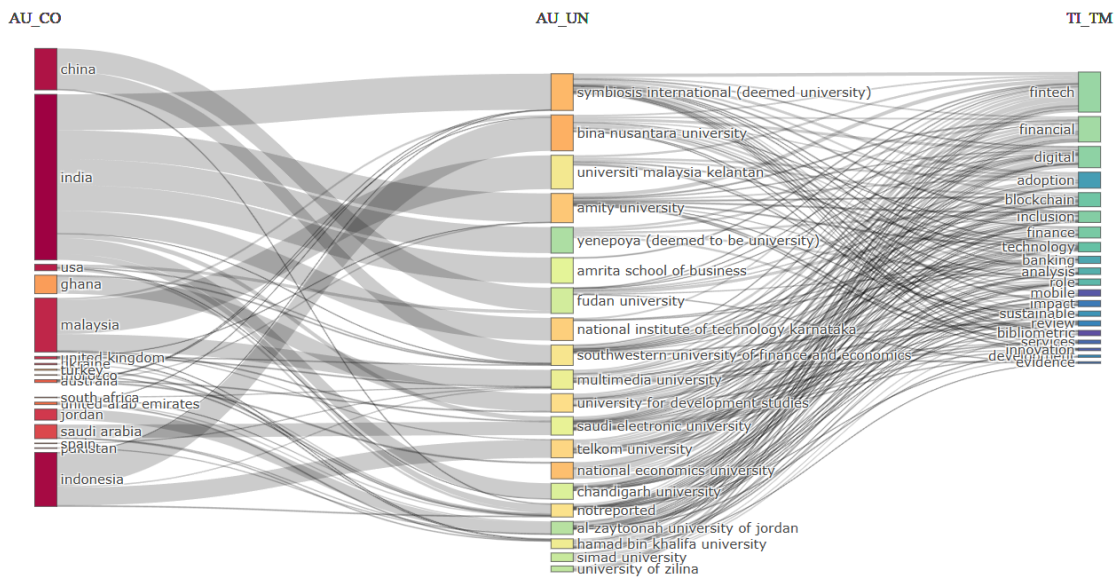 AU_CO
AU_UN
TI_TM
china
india
usa
ghana
malaysia
united kingdom
ukraine
turkey
morocco
australia
south africa
united arab emirates
jordan
saudi arabia
spain
pakistan
indonesia
symbiosis international (deemed university)
bina nusantara university
universiti malaysia kelantan
amity university
yenepoya (deemed to be university)
amrita school of business
fudan university
national institute of technology karnataka
southwestern university of finance and economics
multimedia university
university for development studies
saudi electronic university
telkom university
national economics university
chandigarh university
notreported
al-zaytoonah university of jordan
hamad bin khalifa university
simad university
university of zilina
fintech
financial
digital
adoption
blockchain
inclusion
finance
technology
banking
analysis
role
mobile
impact
sustainable
review
bibliometric
services
innovation
development
evidence